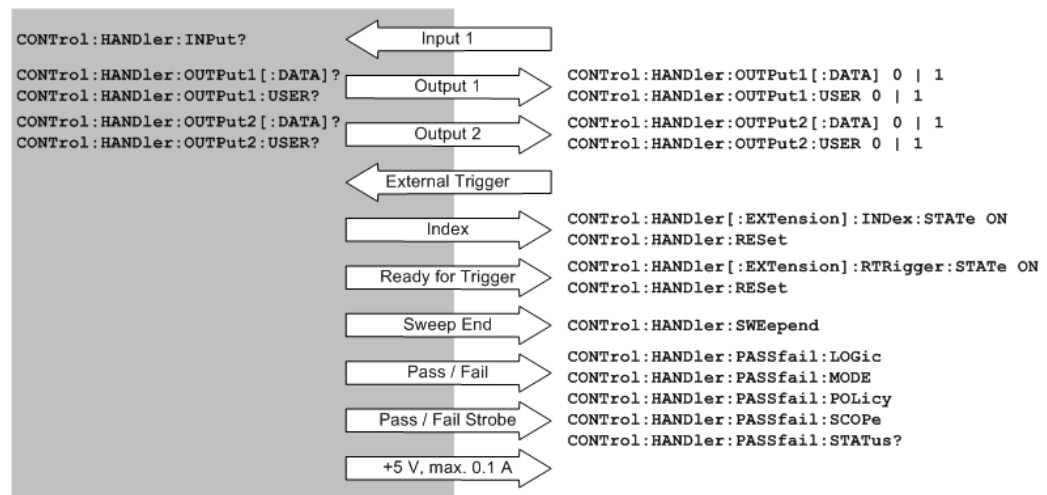 CONTrol:HANDler:INPut?
Input 1
CONTrol:HANDler:OUTPut1[:DATA]?
CONTrol:HANDler:OUTPut1:USER?
Output 1
CONTrol:HANDler:OUTPut1[:DATA] 0 | 1
CONTrol:HANDler:OUTPut1:USER 0 | 1
CONTrol:HANDler:OUTPut2[:DATA]?
CONTrol:HANDler:OUTPut2:USER?
Output 2
CONTrol:HANDler:OUTPut2[:DATA] 0 | 1
CONTrol:HANDler:OUTPut2:USER 0 | 1
External Trigger
Index
CONTrol:HANDler[:EXTension]:INDex:STATe ON
CONTrol:HANDler:RESet
Ready for Trigger
CONTrol:HANDler[:EXTension]:RTRigger:STATe ON
CONTrol:HANDler:RESet
Sweep End
CONTrol:HANDler:SWEepend
Pass / Fail
Pass / Fail Strobe
CONTrol:HANDler:PASSfail:LOGic
CONTrol:HANDler:PASSfail:MODE
CONTrol:HANDler:PASSfail:POLicy
CONTrol:HANDler:PASSfail:SCOPe
CONTrol:HANDler:PASSfail:STATus?
+5 V, max. 0.1 A